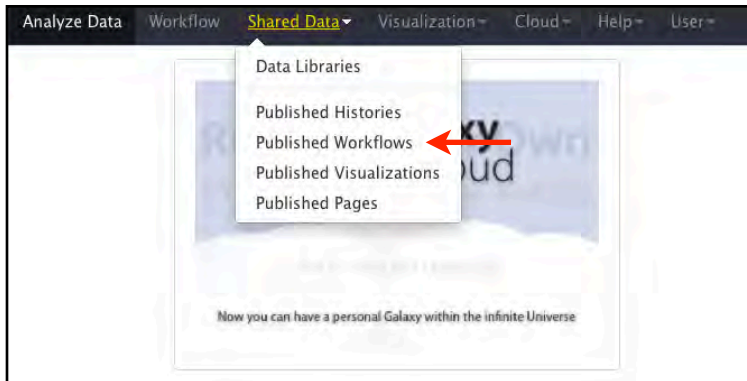 Analyze Data Workflow Shared Data Visualization Cloud Help User
Data Libraries
Published Histories
Published Workflows
Published Visualizations
Published Pages
Now you can have a personal Galaxy within the infinite Universe